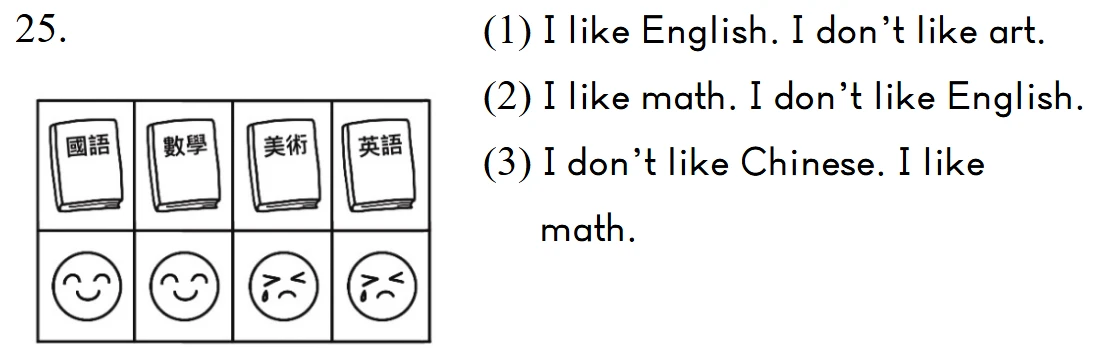 25.
國語 數學 美術 英語
(1) I like English. I don't like art.
(2) I like math. I don't like English.
(3) I don't like Chinese. I like
math.